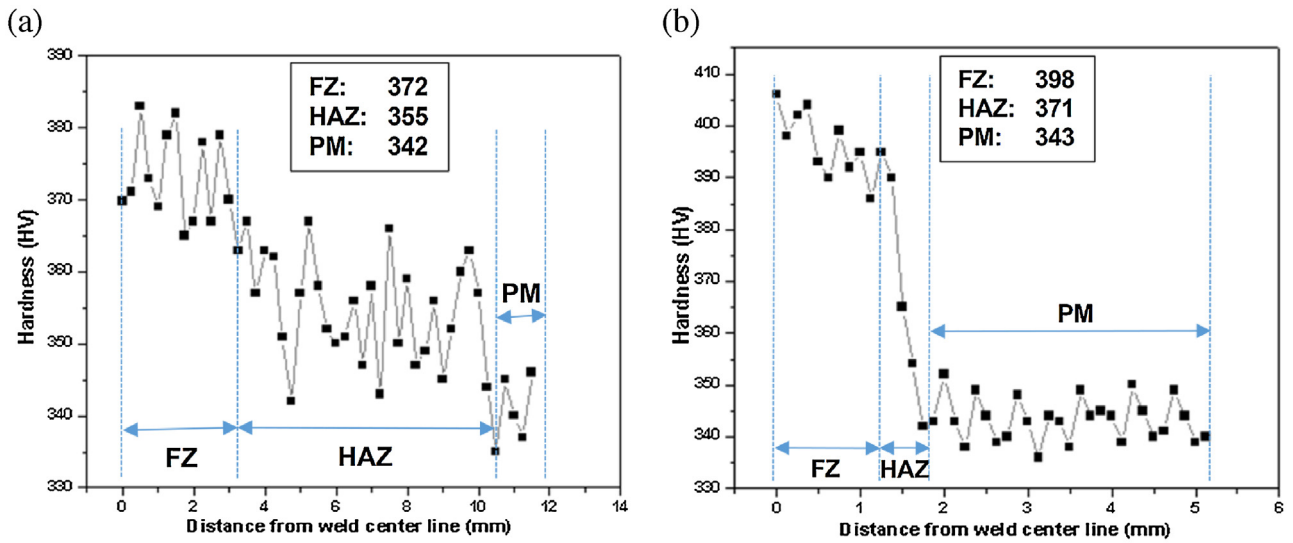 (a)
390
380
370
360
350
340
330
Hardness (HV)
FZ: 372
HAZ: 355
PM: 342
PM
FZ
HAZ
0 2 4 6 8 10 12 14
Distance from weld center line (mm)
(b)
410
400
390
380
370
360
350
340
330
Hardness (HV)
FZ: 398
HAZ: 371
PM: 343
PM
FZ
HAZ
0 1 2 3 4 5 6
Distance from weld center line (mm)